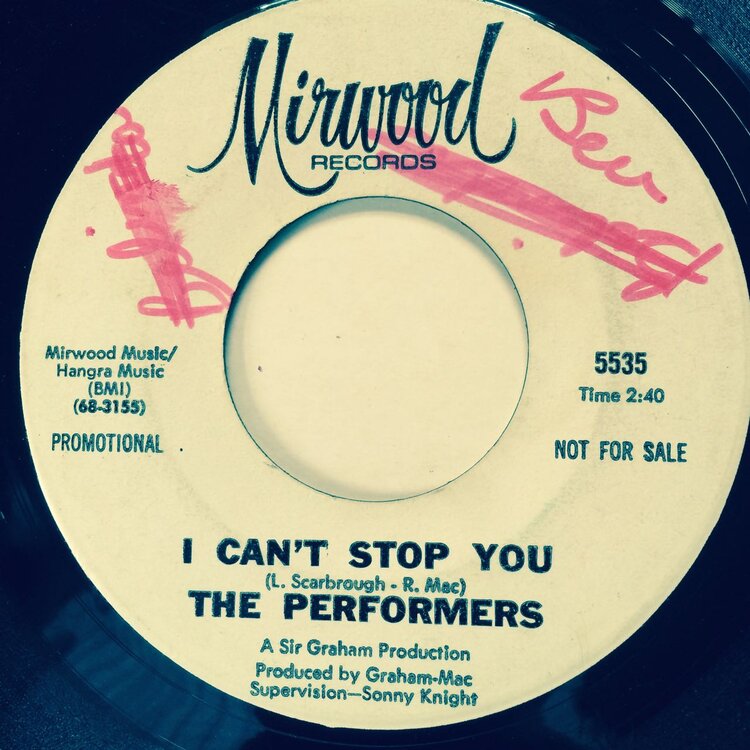 Mirwood
RECORDS
Bev
Mirwood Music/
Hangra Music
(BMI)
(68-3155)
PROMOTIONAL
5535
Time 2:40
NOT FOR SALE
I CAN'T STOP YOU
(L. Scarbrough - R. Mac)
THE PERFORMERS
A Sir Graham Production
Produced by Graham-Mac
Supervision—Sonny Knight